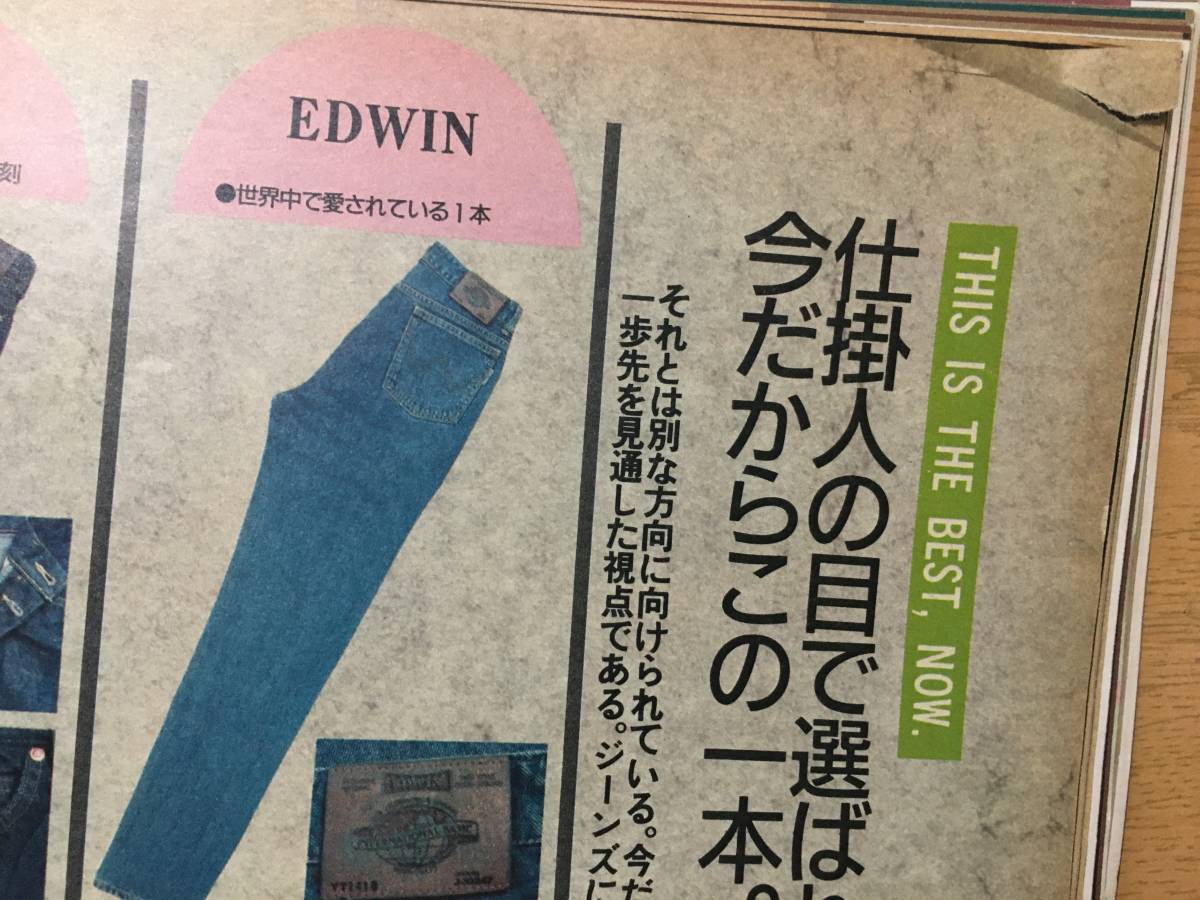 THIS IS THE BEST, NOW.
仕掛人の目で選ば
今だからこの一本。
それとは別な方向に向けられている。今だ
一歩先を見通した視点である。ジーンズに
EDWIN
●世界中で愛されている1本
EDWIN
刻